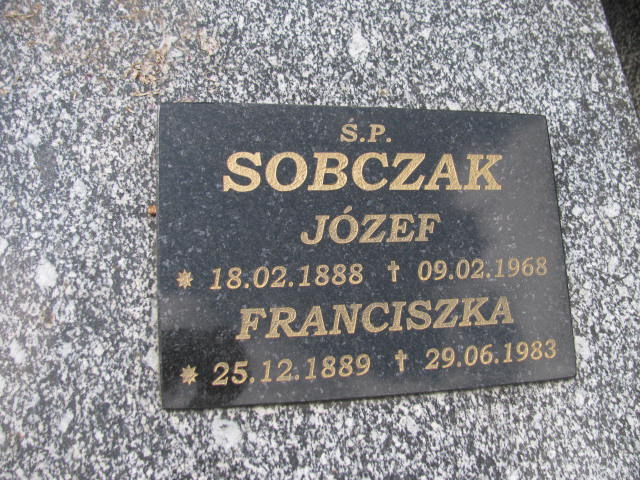 Ś.P.
SOBCZAK
JÓZEF
* 18.02.1888 † 09.02.1968
FRANCISZKA
* 25.12.1889 † 29.06.1983